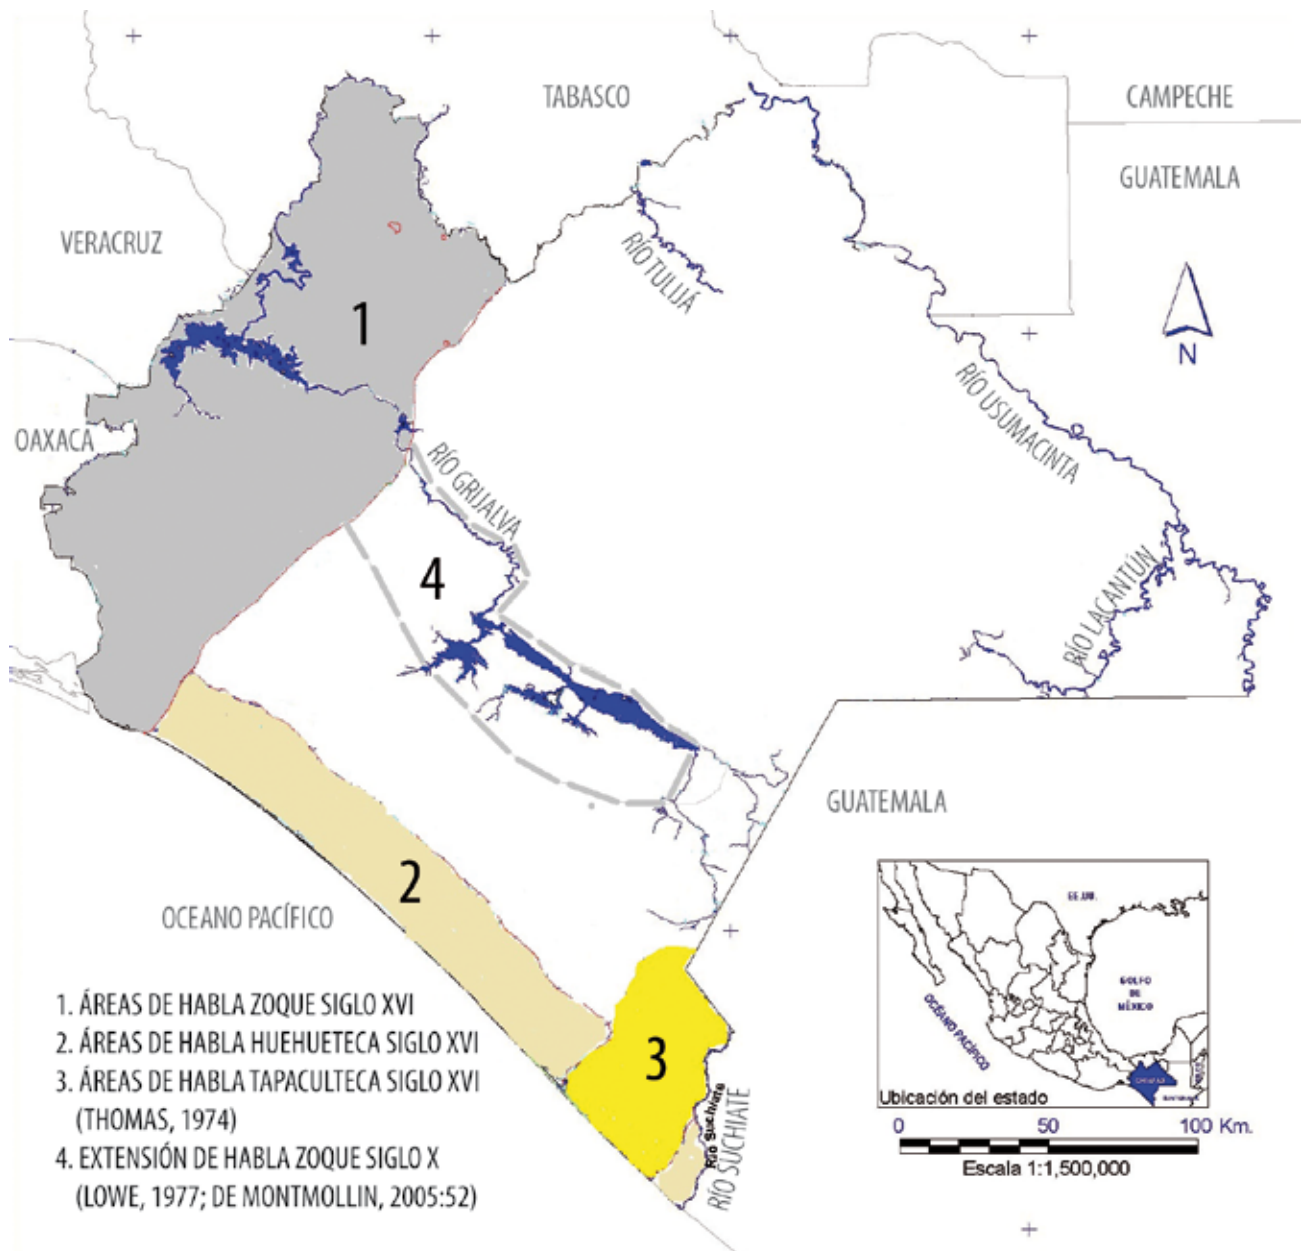 TABASCO
CAMPECHE
GUATEMALA
VERACRUZ
RÍO TULIJÁ
1
N
RÍO USUMACINTA
OAXACA
RÍO GRIJALVA
4
RÍO LACANTÚN
GUATEMALA
2
OCEANO PACÍFICO
EE.UU.
GOLFO
DE
MÉXICO
OCÉANO PACÍFICO
Ubicación del estado
1. ÁREAS DE HABLA ZOQUE SIGLO XVI
2. ÁREAS DE HABLA HUEHUETECA SIGLO XVI
3. ÁREAS DE HABLA TAPACULTECA SIGLO XVI
(THOMAS, 1974)
4. EXTENSIÓN DE HABLA ZOQUE SIGLO X
(LOWE, 1977; DE MONTMOLLIN, 2005:52)
3
Río Suchiate
RÍO SUCHIATE
0 50 100 Km.
Escala 1:1,500,000